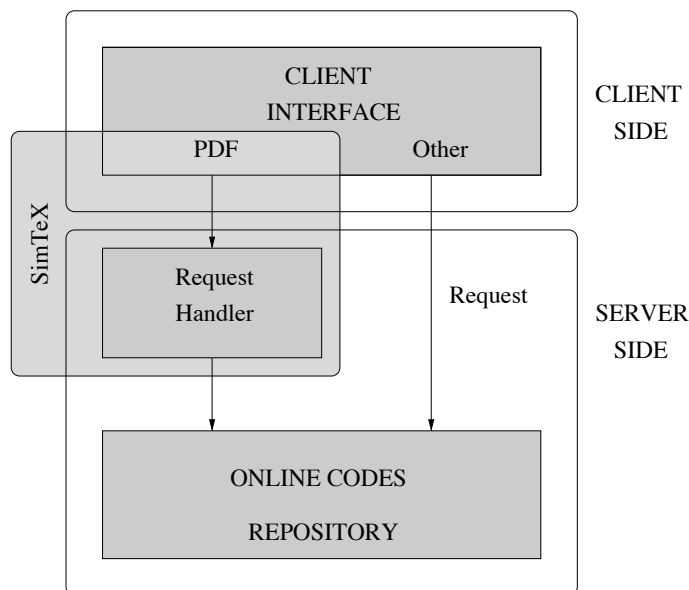 CLIENT
INTERFACE
PDF
Other
CLIENT
SIDE
SimTeX
Request
Handler
Request
SERVER
SIDE
ONLINE CODES
REPOSITORY